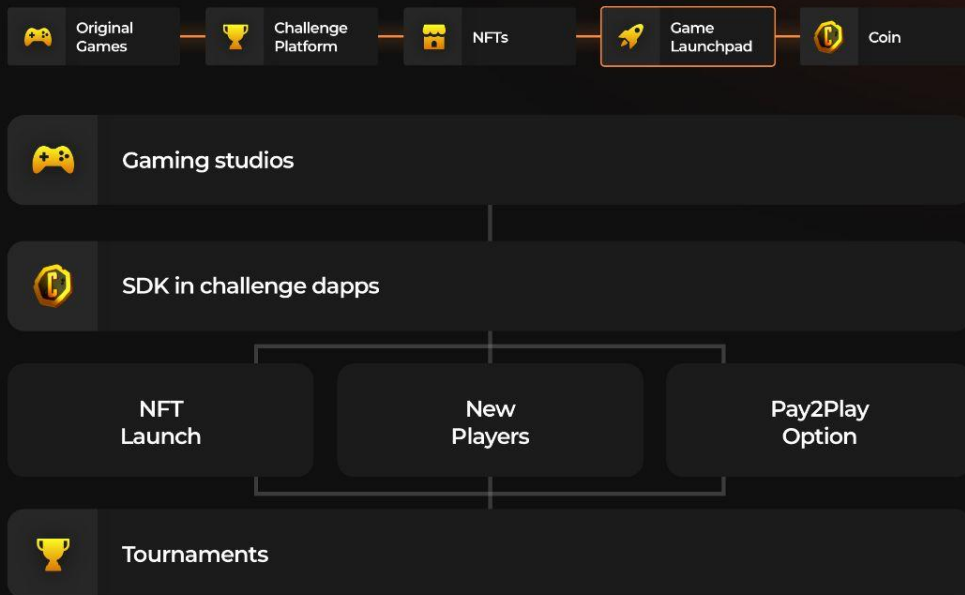 Original
Games
Challenge
Platform
NFTs
Game
Launchpad
Coin
Gaming studios
SDK in challenge dapps
NFT
Launch
New
Players
Pay2Play
Option
Tournaments